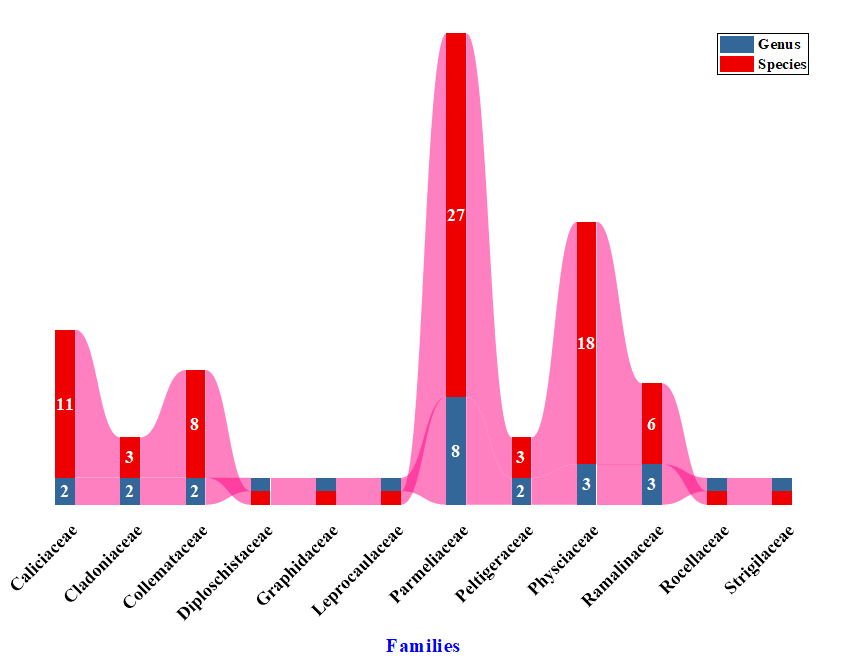 Genus
Species
27
18
11
8
6
3
3
8
2
2
2
2
3
3
Caliciaceae
Cladoniaceae
Collemataceae
Diploschistaceae
Graphidaceae
Leprocaulaceae
Parmeliaceae
Peltigeraceae
Physciaceae
Ramalinaceae
Rocellaceae
Strigilaceae
Families